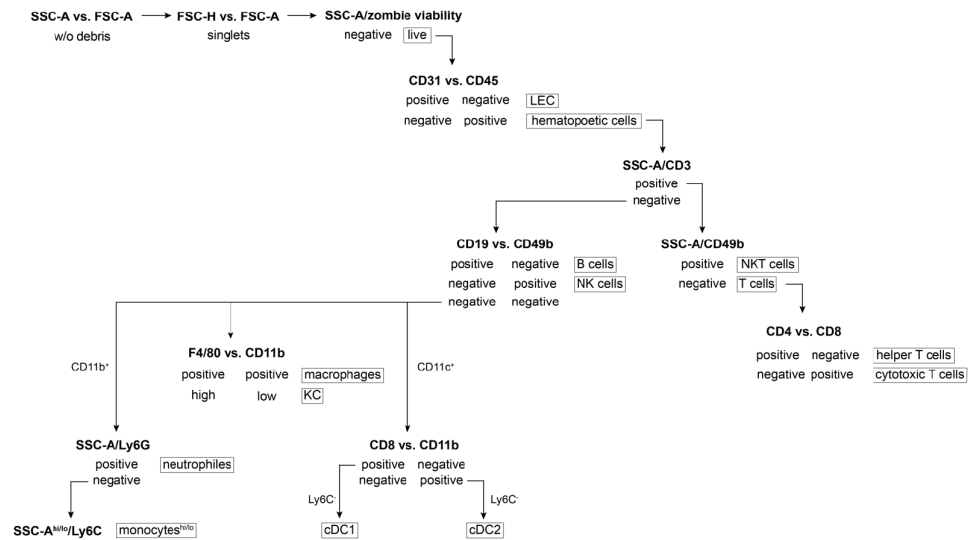 SSC-A vs. FSC-A FSC-H vs. FSC-A SSC-A/zombie viability
w/o debris singlets negative live
CD31 vs. CD45
positive negative LEC
negative positive hematopoetic cells
SSC-A/CD3
positive
negative
CD19 vs. CD49b SSC-A/CD49b
positive negative B cells positive NKT cells
negative positive NK cells negative T cells
negative negative
CD4 vs. CD8
F4/80 vs. CD11b
positive negative helper T cells
CD11b⁺ CD11c⁺
positive positive macrophages
negative positive cytotoxic T cells
high low KC
SSC-A/Ly6G CD8 vs. CD11b
positive neutrophiles positive negative
negative negative positive
Ly6C⁻ Ly6C⁻
SSC-Aʰⁱ/ˡᵒ/Ly6C monocytesʰⁱ/ˡᵒ cDC1 cDC2